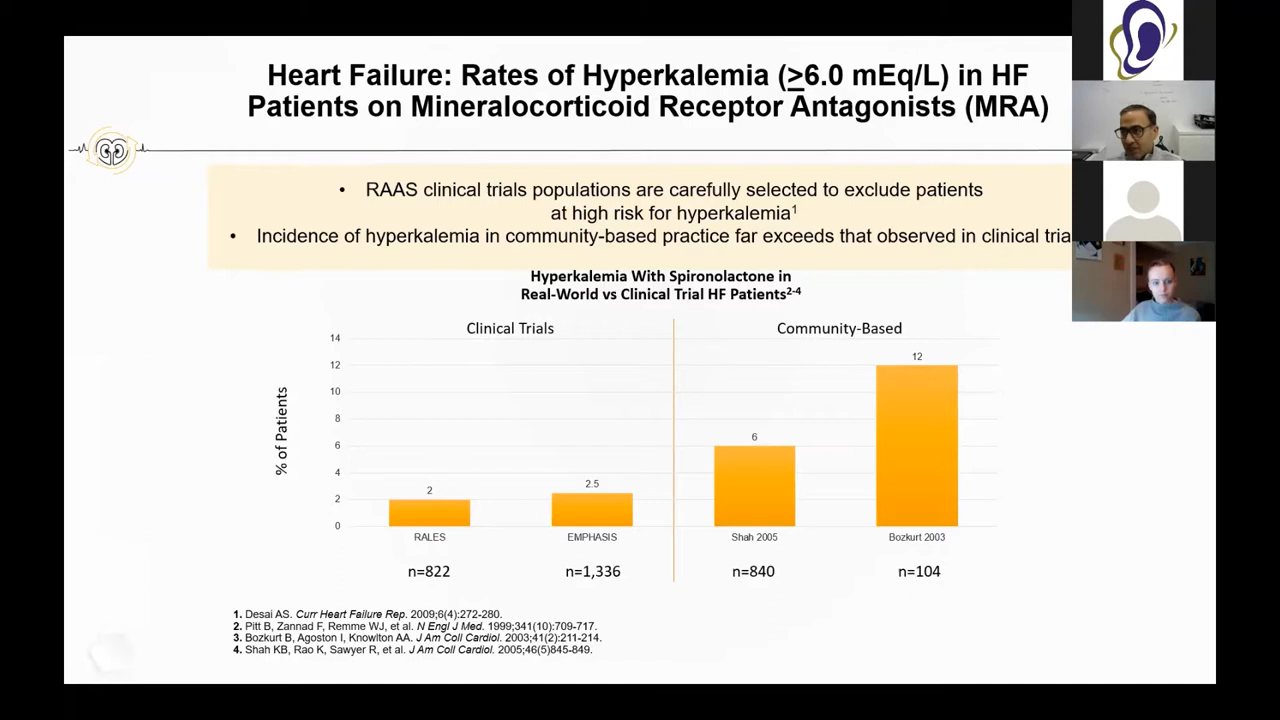 Heart Failure: Rates of Hyperkalemia (≥6.0 mEq/L) in HF
Patients on Mineralocorticoid Receptor Antagonists (MRA)
• RAAS clinical trials populations are carefully selected to exclude patients
at high risk for hyperkalemia1
• Incidence of hyperkalemia in community-based practice far exceeds that observed in clinical tria
Hyperkalemia With Spironolactone in
Real-World vs Clinical Trial HF Patients2-4
Clinical Trials
Community-Based
% of Patients
14
12
10
8
6
4
2
0
2
2.5
6
12
RALES
EMPHASIS
Shah 2005
Bozkurt 2003
n=822
n=1,336
n=840
n=104
1. Desai AS. Curr Heart Failure Rep. 2009;6(4):272-280.
2. Pitt B, Zannad F, Remme WJ, et al. N Engl J Med. 1999;341(10):709-717.
3. Bozkurt B, Agoston I, Knowlton AA. J Am Coll Cardiol. 2003;41(2):211-214.
4. Shah KB, Rao K, Sawyer R, et al. J Am Coll Cardiol. 2005;46(5)845-849.